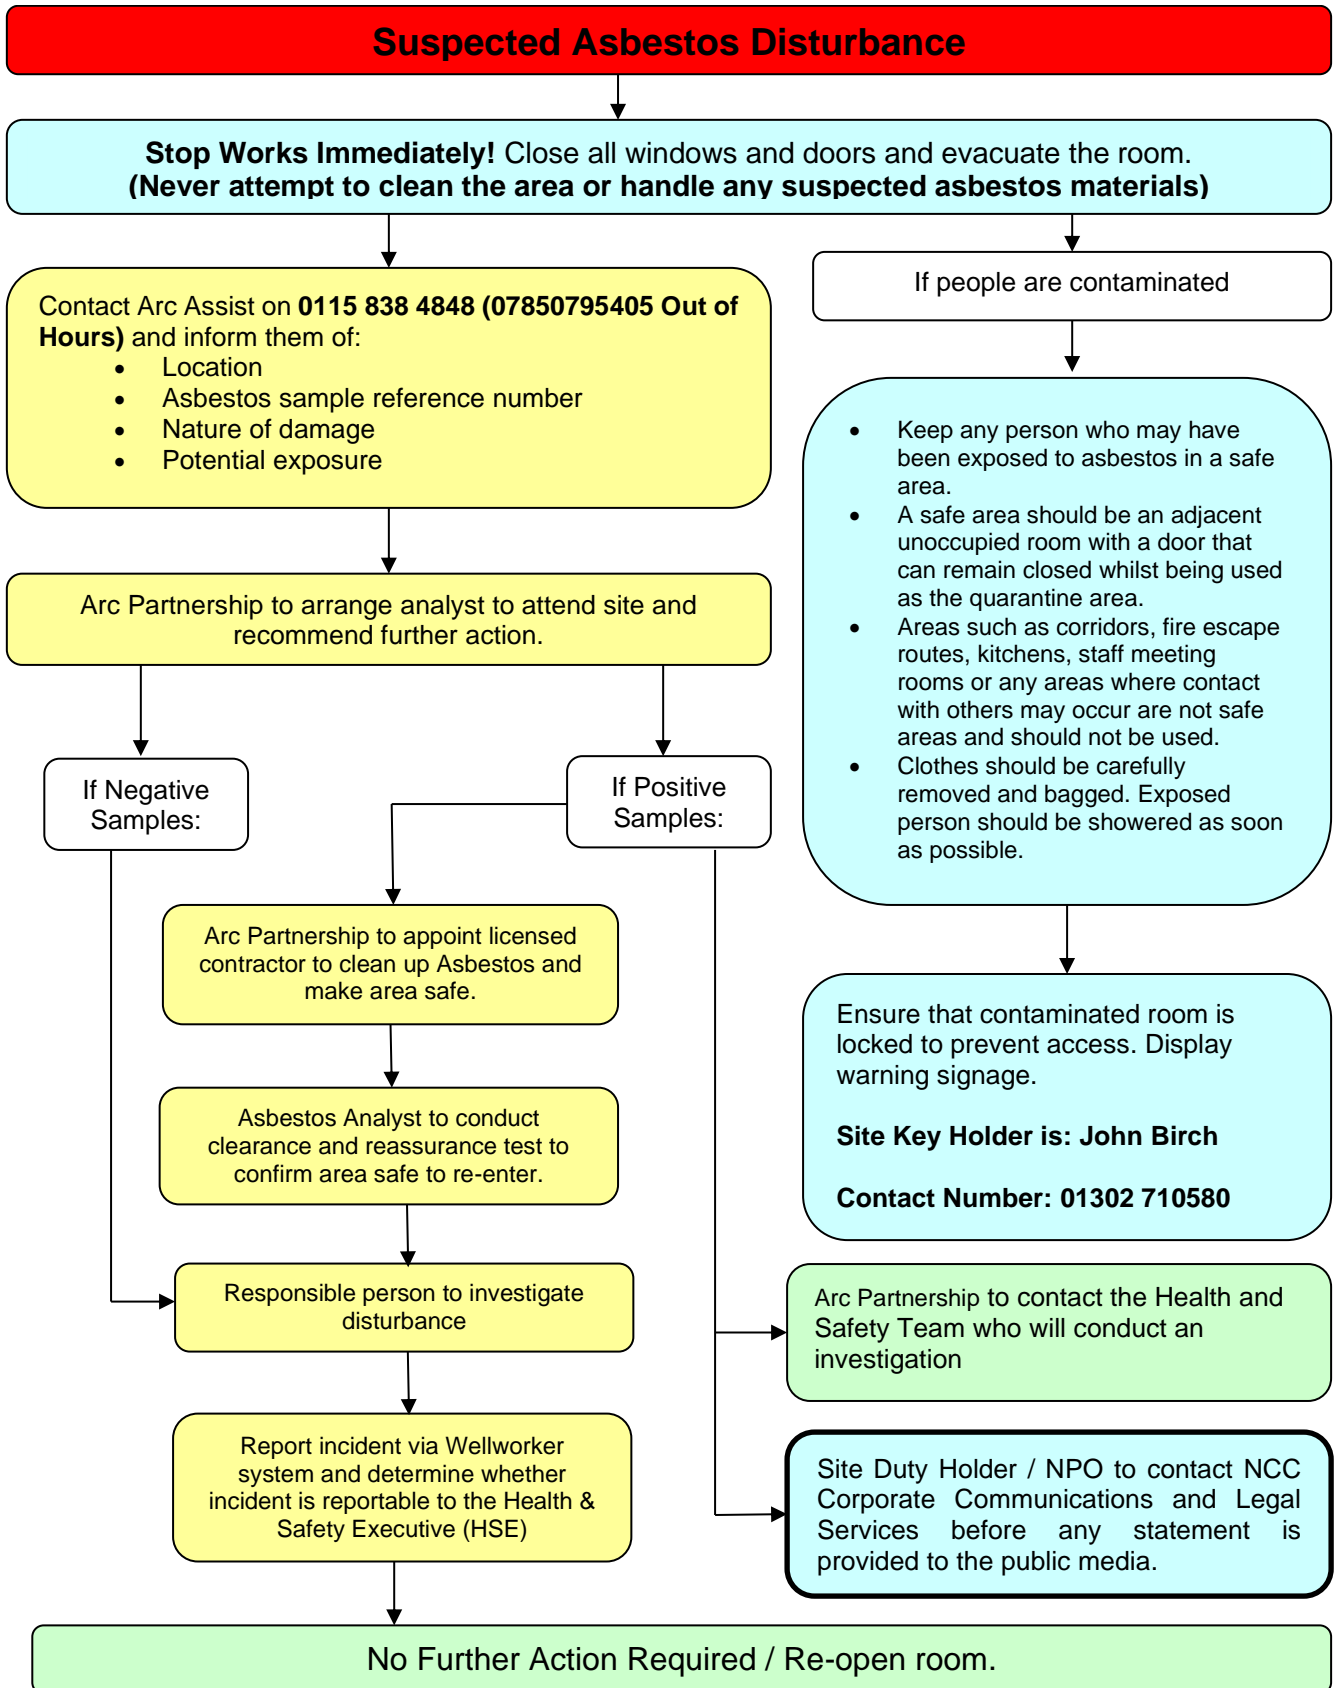 Suspected Asbestos Disturbance
Stop Works Immediately! Close all windows and doors and evacuate the room.
(Never attempt to clean the area or handle any suspected asbestos materials)
Contact Arc Assist on 0115 838 4848 (07850795405 Out of
Hours) and inform them of:
• Location
• Asbestos sample reference number
• Nature of damage
• Potential exposure
Arc Partnership to arrange analyst to attend site and
recommend further action.
If Negative
Samples:
If Positive
Samples:
Arc Partnership to appoint licensed
contractor to clean up Asbestos and
make area safe.
Asbestos Analyst to conduct
clearance and reassurance test to
confirm area safe to re-enter.
Responsible person to investigate
disturbance
Report incident via Wellworker
system and determine whether
incident is reportable to the Health &
Safety Executive (HSE)
If people are contaminated
• Keep any person who may have
been exposed to asbestos in a safe
area.
• A safe area should be an adjacent
unoccupied room with a door that
can remain closed whilst being used
as the quarantine area.
• Areas such as corridors, fire escape
routes, kitchens, staff meeting
rooms or any areas where contact
with others may occur are not safe
areas and should not be used.
• Clothes should be carefully
removed and bagged. Exposed
person should be showered as soon
as possible.
Ensure that contaminated room is
locked to prevent access. Display
warning signage.
Site Key Holder is: John Birch
Contact Number: 01302 710580
Arc Partnership to contact the Health and
Safety Team who will conduct an
investigation
Site Duty Holder / NPO to contact NCC
Corporate Communications and Legal
Services before any statement is
provided to the public media.
No Further Action Required / Re-open room.